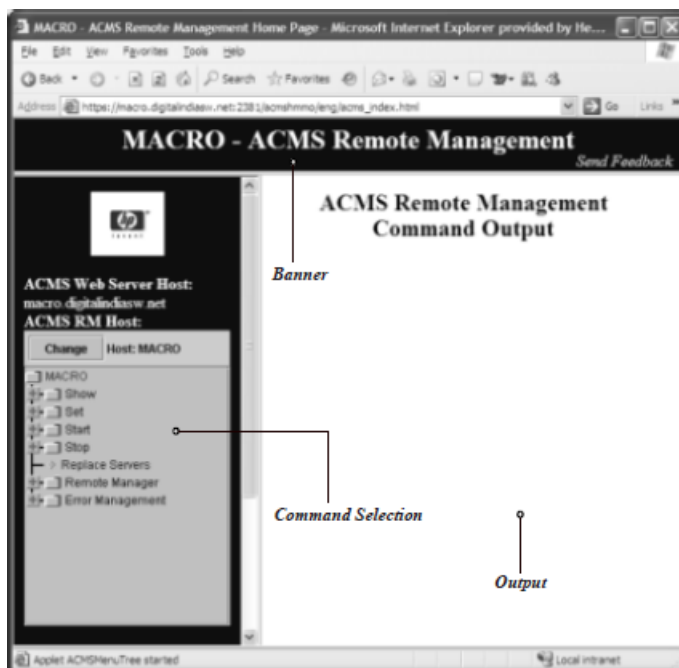 MACRO - ACMS Remote Management Home Page - Microsoft Internet Explorer provided by He....
File Edit View Favorites Tools Help
Back Search Favorites
Address https://macro.digitalindiasw.net:2381/acmshmmo/eng/acms_index.html Go Links »
MACRO - ACMS Remote Management
Send Feedback
hp
invent
ACMS Web Server Host:
macro.digitalindiasw.net
ACMS RM Host:
Change Host: MACRO
MACRO
Show
Set
Start
Stop
Replace Servers
Remote Manager
Error Management
ACMS Remote Management
Command Output
Banner
Command Selection
Output
Applet ACMSMenuTree started Local intranet